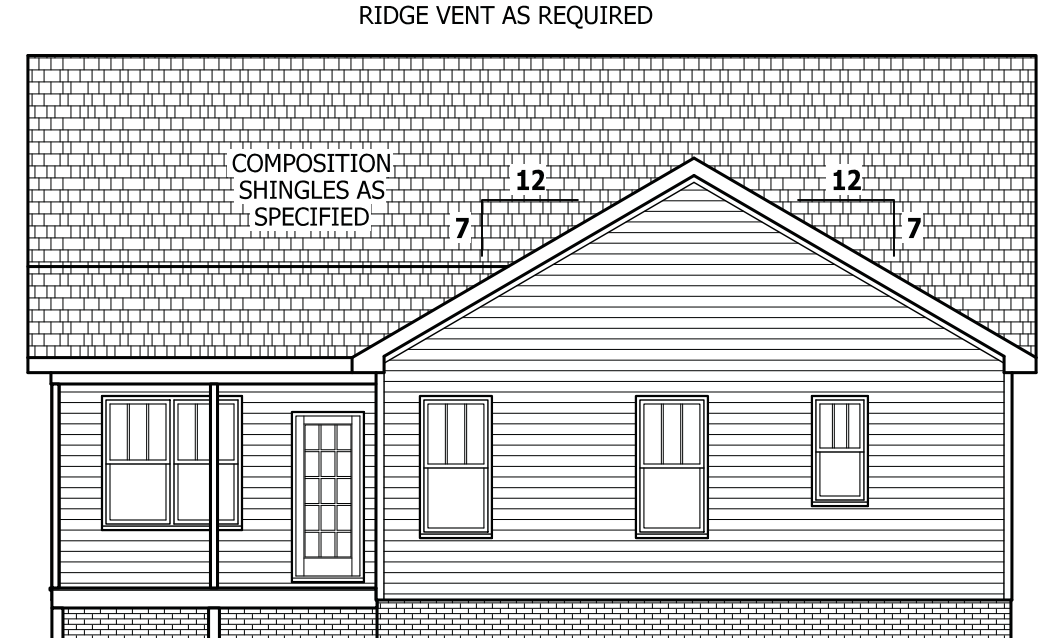 RIDGE VENT AS REQUIRED
COMPOSITION
SHINGLES AS
SPECIFIED
12
7
12
7